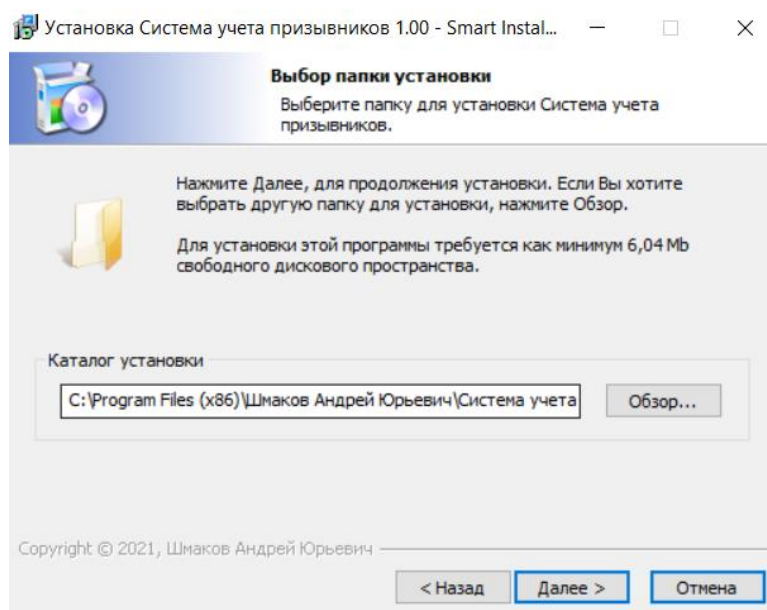 Установка Система учета призывников 1.00 - Smart Instal...
Выбор папки установки
Выберите папку для установки Система учета
призывников.
Нажмите Далее, для продолжения установки. Если Вы хотите
выбрать другую папку для установки, нажмите Обзор.
Для установки этой программы требуется как минимум 6,04 Mb
свободного дискового пространства.
Каталог установки
C:\Program Files (x86)\Шмаков Андрей Юрьевич\Система учета
Обзор...
Copyright © 2021, Шмаков Андрей Юрьевич
< Назад
Далее >
Отмена